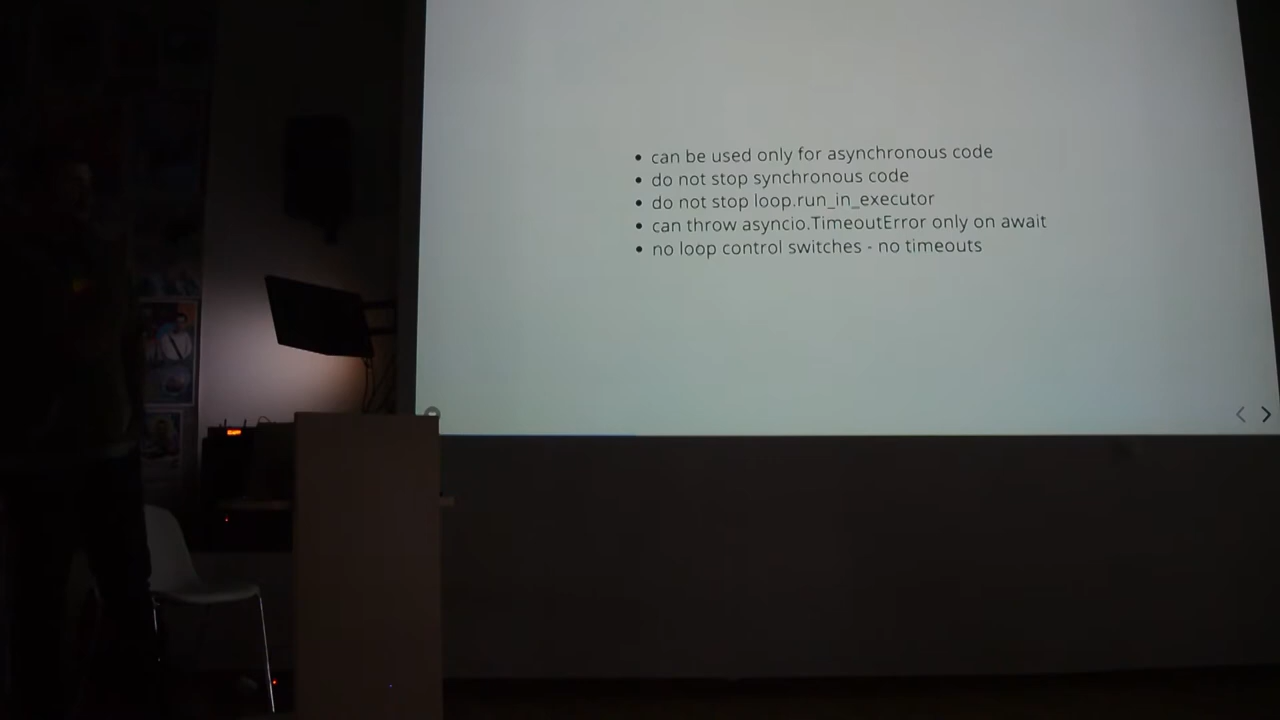 • can be used only for asynchronous code
• do not stop synchronous code
• do not stop loop.run_in_executor
• can throw asyncio.TimeoutError only on await
• no loop control switches - no timeouts